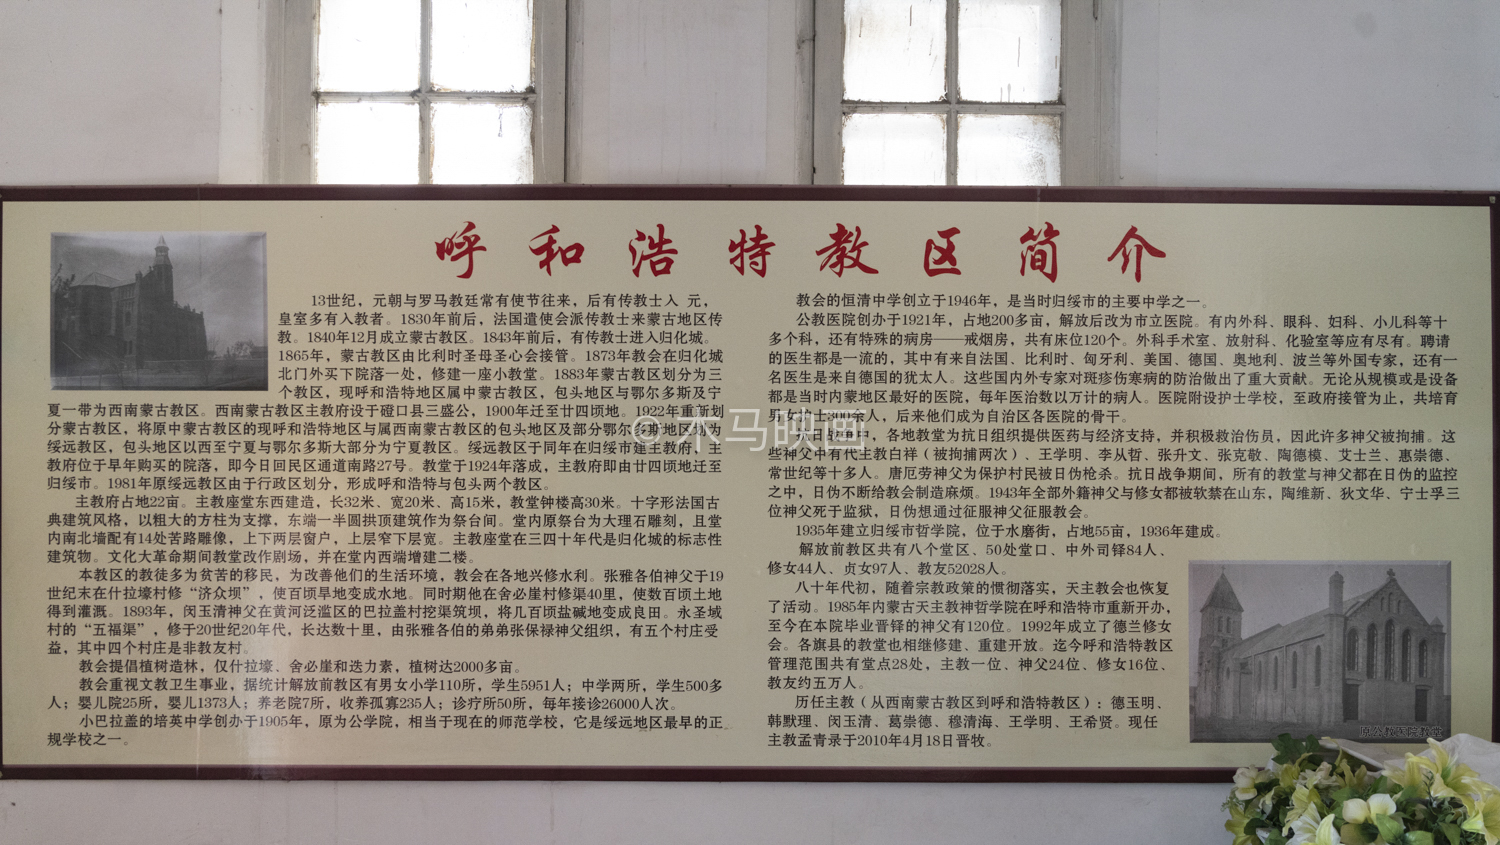 呼和浩特教区简介
13世纪，元朝与罗马教廷常有使节往来，后有传教士入 元，
皇室多有入教者。1830年前后，法国遣使会派传教士来蒙古地区传
教。1840年12月成立蒙古教区。1843年前后，有传教士进入归化城。
1865年，蒙古教区由比利时圣母圣心会接管。1873年教会在归化城
北门外买下院落一处，修建一座小教堂。1883年蒙古教区划分为三
个教区，现呼和浩特地区属中蒙古教区，包头地区与鄂尔多斯及宁
夏一带为西南蒙古教区。西南蒙古教区主教府设于磴口县三盛公，1900年迁至廿四顷地。1922年重新划
分蒙古教区，将原中蒙古教区的现呼和浩特地区与属西南蒙古教区的包头地区及部分鄂尔多斯地区划为
绥远教区，包头地区以西至宁夏与鄂尔多斯大部分为宁夏教区。绥远教区于同年在归绥市建主教府，主
教府位于早年购买的院落，即今日回民区通道南路27号。教堂于1924年落成，主教府即由廿四顷地迁至
归绥市。1981年原绥远教区由于行政区划分，形成呼和浩特与包头两个教区。
主教府占地22亩。主教座堂东西建造，长32米、宽20米、高15米，教堂钟楼高30米。十字形法国古
典建筑风格，以粗大的方柱为支撑，东端一半圆拱顶建筑作为祭台间。堂内原祭台为大理石雕刻，且堂
内南北墙配有14处苦路雕像，上下两层窗户，上层窄下层宽。主教座堂在三四十年代是归化城的标志性
建筑物。文化大革命期间教堂改作剧场，并在堂内西端增建二楼。
本教区的教徒多为贫苦的移民，为改善他们的生活环境，教会在各地兴修水利。张雅各伯神父于19
世纪末在什拉壕村修“济众坝”，使百顷旱地变成水地。同时期他在舍必崖村修渠40里，使数百顷土地
得到灌溉。1893年，闵玉清神父在黄河泛滥区的巴拉盖村挖渠筑坝，将几百顷盐碱地变成良田。永圣域
村的“五福渠”，修于20世纪20年代，长达数十里，由张雅各伯的弟弟张保禄神父组织，有五个村庄受
益，其中四个村庄是非教友村。
教会提倡植树造林，仅什拉壕、舍必崖和迭力素，植树达2000多亩。
教会重视文教卫生事业，据统计解放前教区有男女小学110所，学生5951人；中学两所，学生500多
人；婴儿院25所，婴儿1373人；养老院7所，收养孤寡235人；诊疗所50所，每年接诊26000人次。
小巴拉盖的培英中学创办于1905年，原为公学院，相当于现在的师范学校，它是绥远地区最早的正
规学校之一。
教会的恒清中学创立于1946年，是当时归绥市的主要中学之一。
公教医院创办于1921年，占地200多亩，解放后改为市立医院。有内外科、眼科、妇科、小儿科等十
多个科，还有特殊的病房——戒烟房，共有床位120个。外科手术室、放射科、化验室等应有尽有。聘请
的医生都是一流的，其中有来自法国、比利时、匈牙利、美国、德国、奥地利、波兰等外国专家，还有一
名医生是来自德国的犹太人。这些国内外专家对斑疹伤寒病的防治做出了重大贡献。无论从规模或是设备
都是当时内蒙地区最好的医院，每年医治数以万计的病人。医院附设护士学校，至政府接管为止，共培育
男女护士300余人，后来他们成为自治区各医院的骨干。
抗日战争中，各地教堂为抗日组织提供医药与经济支持，并积极救治伤员，因此许多神父被拘捕。这
些神父中有代主教白祥（被拘捕两次）、王学明、李从哲、张升文、张克敬、陶德模、艾士兰、惠崇德、
常世纪等十多人。唐厄劳神父为保护村民被日伪枪杀。抗日战争期间，所有的教堂与神父都在日伪的监控
之中，日伪不断给教会制造麻烦。1943年全部外籍神父与修女都被软禁在山东，陶维新、狄文华、宁士孚三
位神父死于监狱，日伪想通过征服神父征服教会。
1935年建立归绥市哲学院，位于水磨街，占地55亩，1936年建成。
解放前教区共有八个堂区、50处堂口、中外司铎84人、
修女44人、贞女97人、教友52028人。
八十年代初，随着宗教政策的惯彻落实，天主教会也恢复
了活动。1985年内蒙古天主教神哲学院在呼和浩特市重新开办，
至今在本院毕业晋铎的神父有120位。1992年成立了德兰修女
会。各旗县的教堂也相继修建、重建开放。迄今呼和浩特教区
管理范围共有堂点28处，主教一位、神父24位、修女16位、
教友约五万人。
历任主教（从西南蒙古教区到呼和浩特教区）：德玉明、
韩默理、闵玉清、葛崇德、穆清海、王学明、王希贤。现任
主教孟青录于2010年4月18日晋牧。
原公教医院教堂
©木马映画